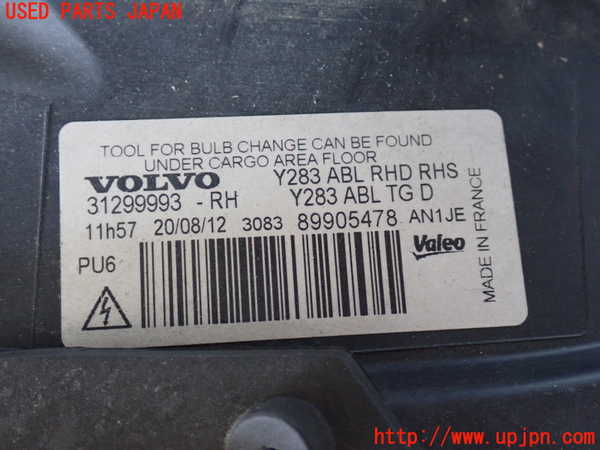 USED PARTS JAPAN
TOOL FOR BULB CHANGE CAN BE FOUND
UNDER CARGO AREA FLOOR
VOLVO Y283 ABL RHD RHS
31299993 - RH Y283 ABL TG D
11h57 20/08/12 3083 89905478 AN1JE
PU6
Valeo
MADE IN FRANCE
http://www.upjpn.com/